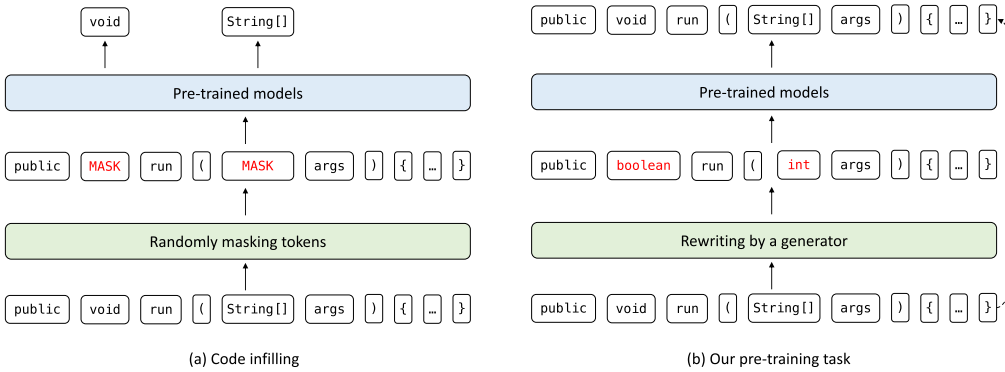 void String[]
Pre-trained models
public MASK run ( MASK args ) { … }
Randomly masking tokens
public void run ( String[] args ) { … }
(a) Code infilling
public void run ( String[] args ) { … }
Pre-trained models
public boolean run ( int args ) { … }
Rewriting by a generator
public void run ( String[] args ) { … }
(b) Our pre-training task